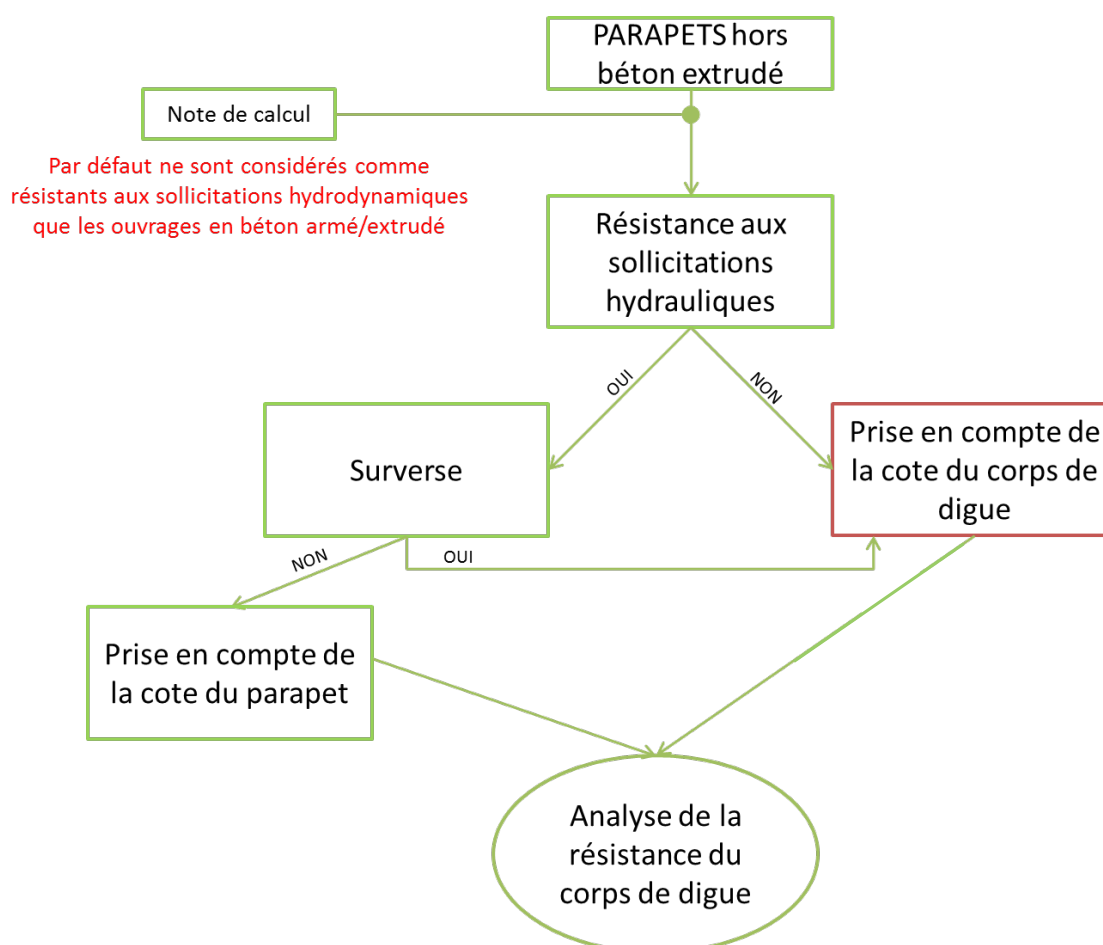 PARAPETS hors
béton extrudé
Note de calcul
Par défaut ne sont considérés comme
résistants aux sollicitations hydrodynamiques
que les ouvrages en béton armé/extrudé
Résistance aux
sollicitations
hydrauliques
OUI
NON
Surverse
Prise en compte de
la cote du corps de
digue
NON
OUI
Prise en compte de
la cote du parapet
Analyse de la
résistance du
corps de digue